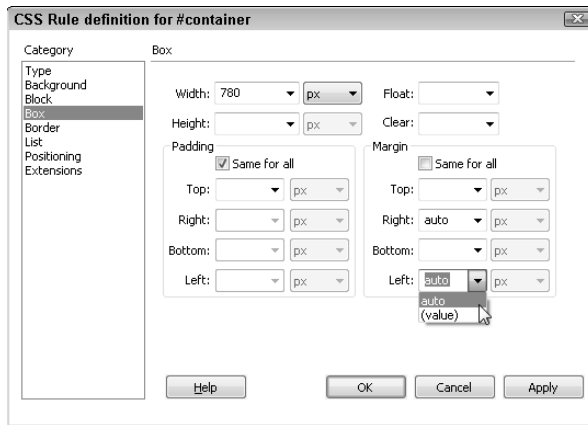 CSS Rule definition for #container
Category
Box
Type
Background
Block
Box
Border
List
Positioning
Extensions
Width: 780 px Float:
Height: px Clear:
Padding Margin
Same for all Same for all
Top: px Top: px
Right: px Right: auto px
Bottom: px Bottom: px
Left: px Left: auto px
auto
(value)
Help OK Cancel Apply